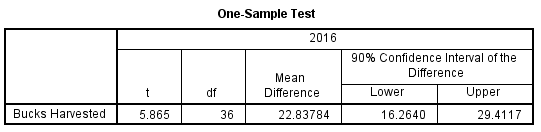 One-Sample Test
2016
90% Confidence Interval of the
Difference
Mean
Difference
t df Lower Upper
Bucks Harvested 5.865 36 22.83784 16.2640 29.4117